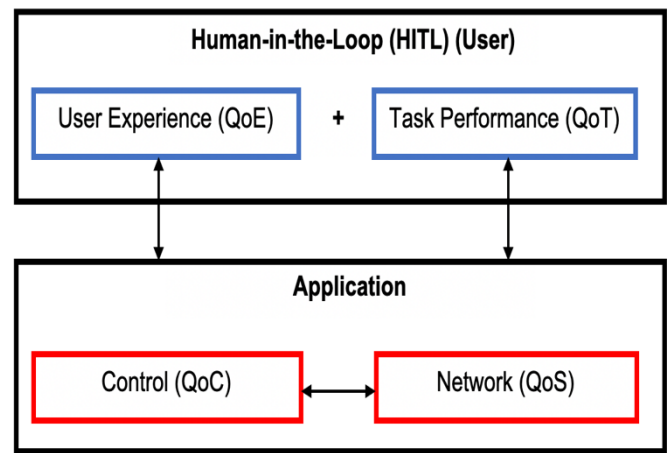 Human-in-the-Loop (HITL) (User)
User Experience (QoE) + Task Performance (QoT)
Application
Control (QoC) Network (QoS)